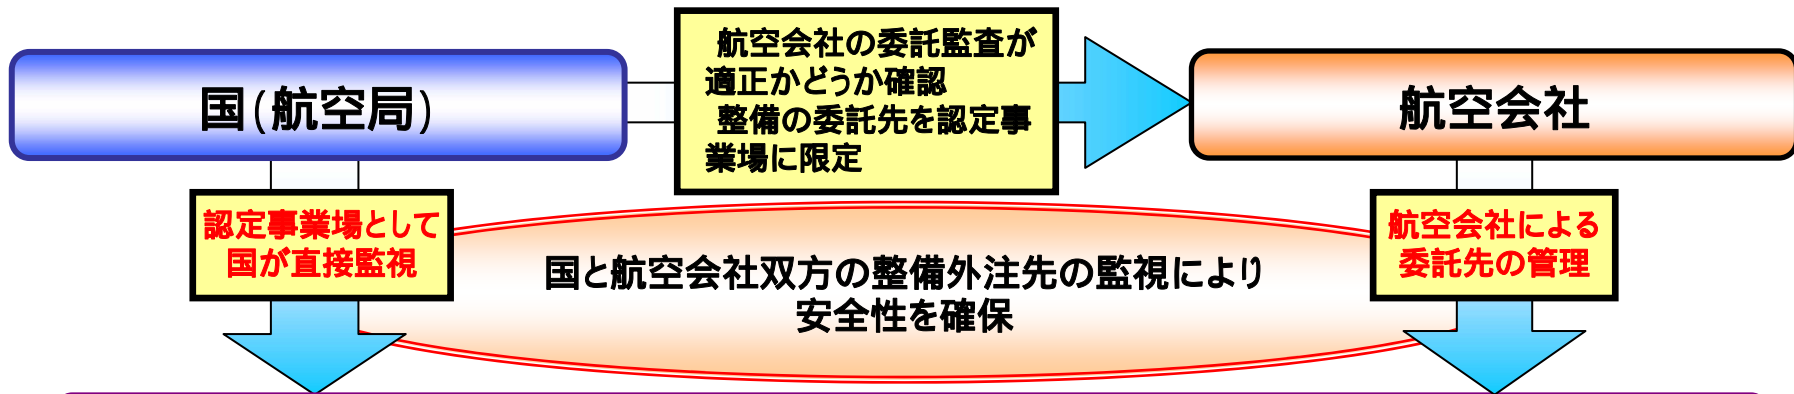 国(航空局)
航空会社の委託監査が
適正かどうか確認
整備の委託先を認定事
業場に限定
航空会社
認定事業場として
国が直接監視
国と航空会社双方の整備外注先の監視により
安全性を確保
航空会社による
委託先の管理